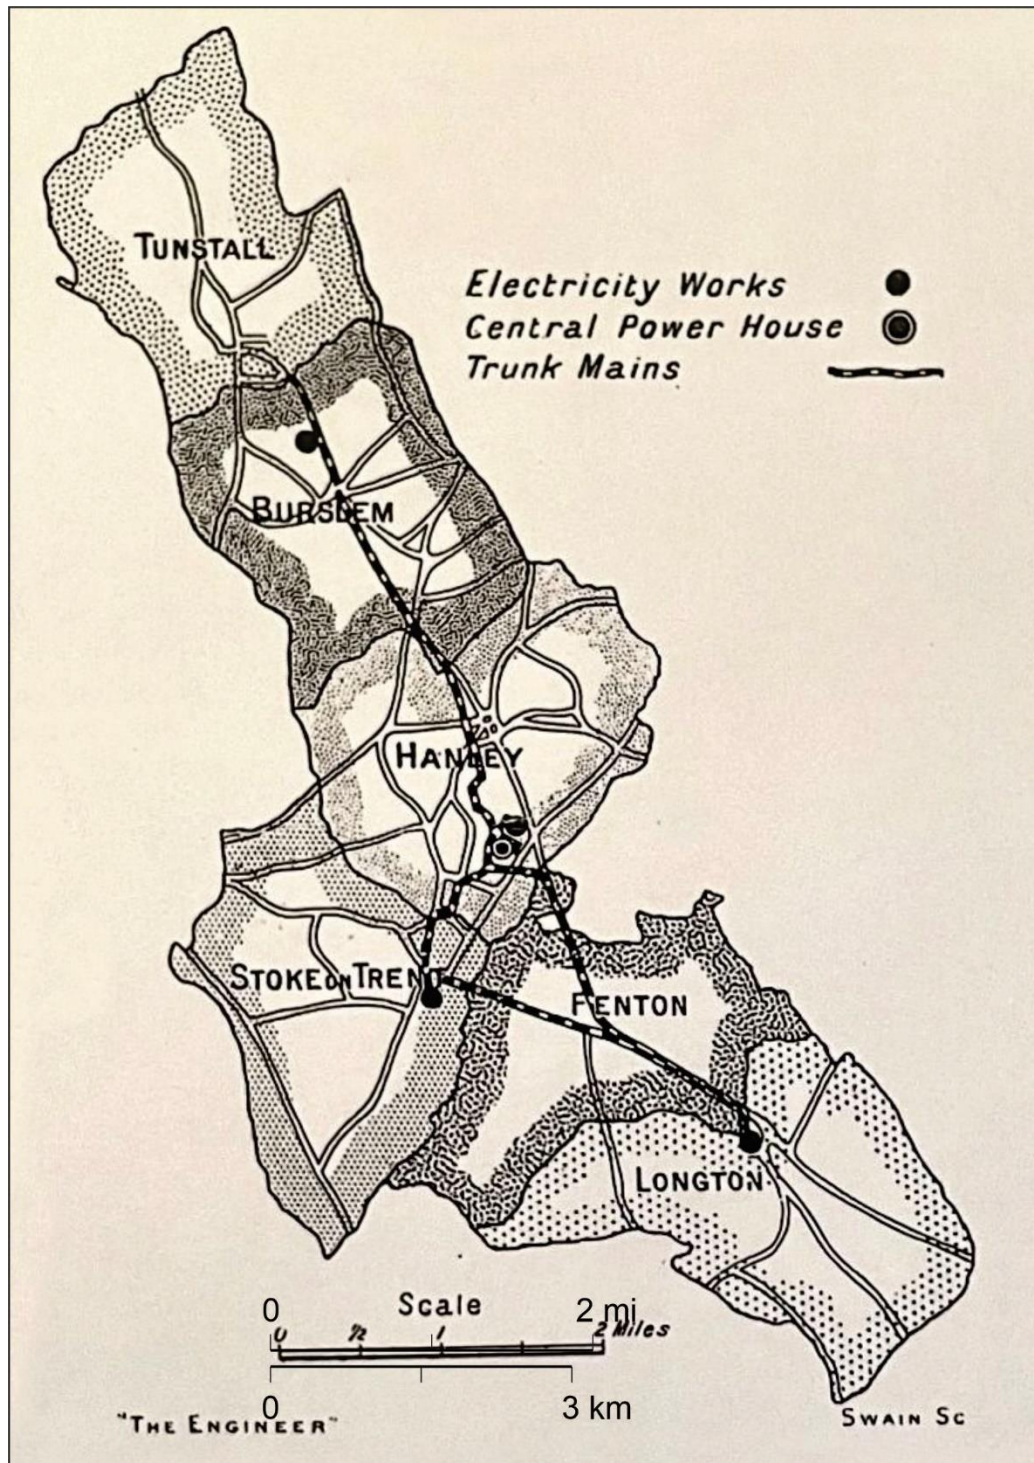 TUNSTALL
Electricity Works
Central Power House
Trunk Mains
BURSLEM
HANLEY
STOKE ON TRENT
FENTON
LONGTON
Scale
0 2 mi
0 ½ 1 2 Miles
0 3 km
"THE ENGINEER"
SWAIN SC